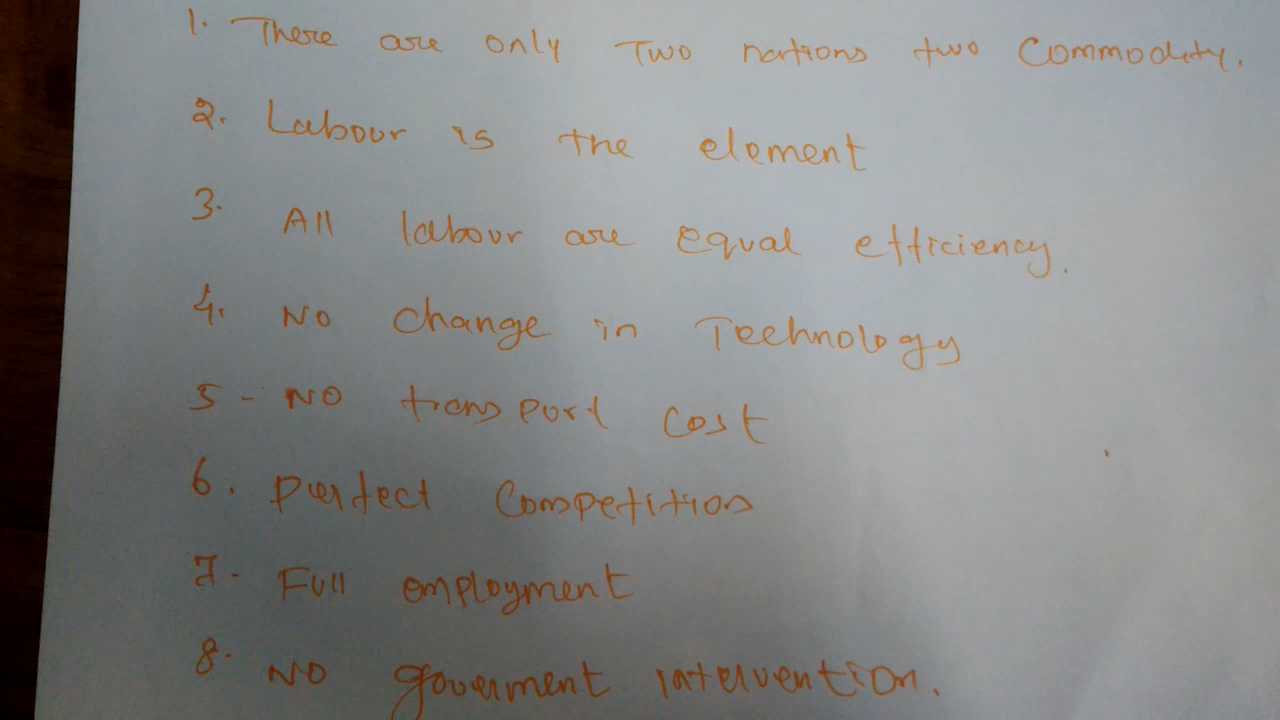 1. There are only Two nations two Commodity.
2. Labour is the element
3. All labour are equal efficiency.
4. No change in Technology
5 - No transport cost
6. Perfect Competition
7. Full employment
8. No government intervention.